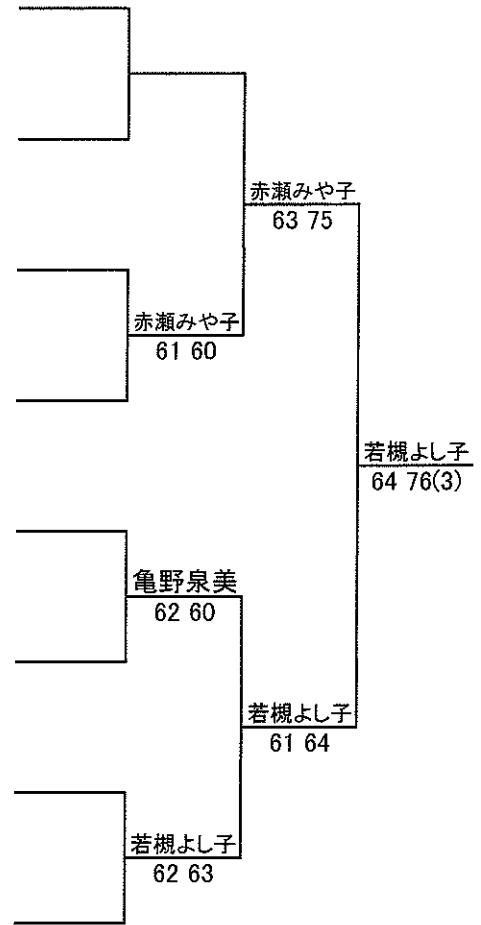 赤瀬みや子
63 75
赤瀬みや子
61 60
若槻よし子
64 76(3)
亀野泉美
62 60
若槻よし子
61 64
若槻よし子
62 63